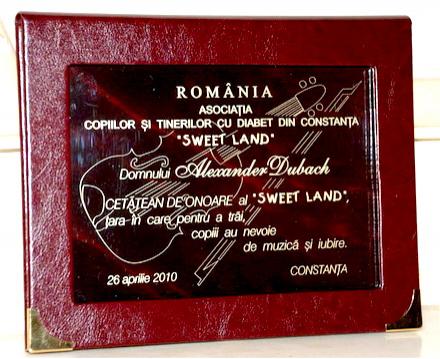 ROMÂNIA
ASOCIAȚIA
COPIILOR ȘI TINERILOR CU DIABET DIN CONSTANȚA
"SWEET LAND"
Domnului Alexander Dubach
CETĂȚEAN DE ONOARE al "SWEET LAND",
țara în care pentru a trăi,
copiii au nevoie
de muzică și iubire.
26 aprilie 2010 CONSTANȚA